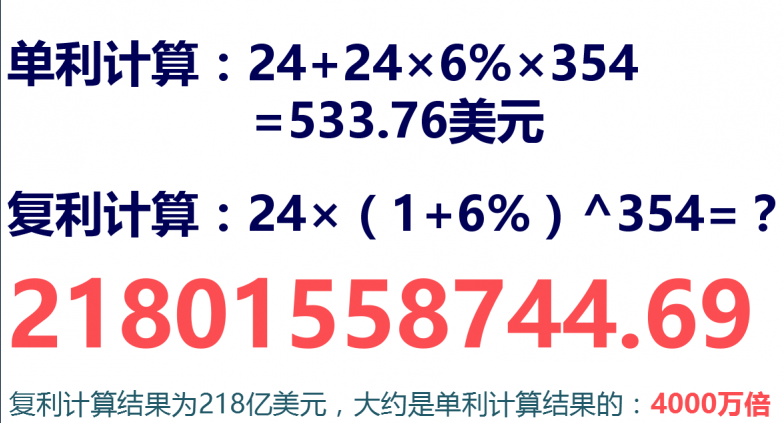 单利计算：24+24×6%×354
=533.76美元
复利计算：24×（1+6%）^354=？
21801558744.69
复利计算结果为218亿美元，大约是单利计算结果的：4000万倍